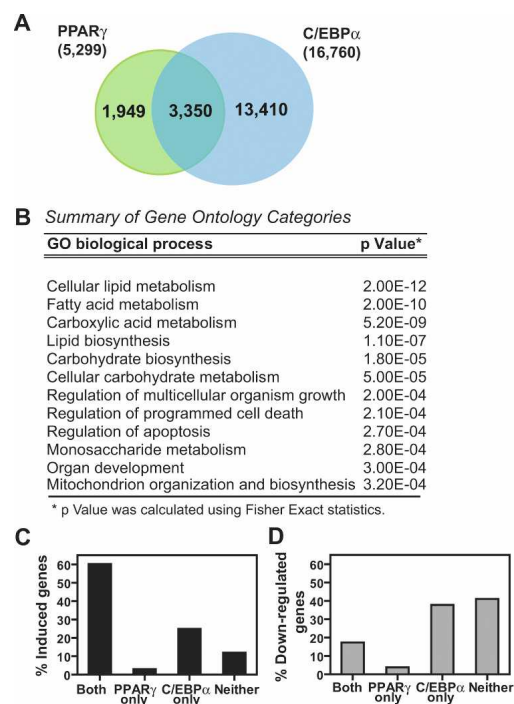 A
PPARγ
(5,299)
C/EBPα
(16,760)
1,949
3,350
13,410
B Summary of Gene Ontology Categories
GO biological process p Value*
Cellular lipid metabolism 2.00E-12
Fatty acid metabolism 2.00E-10
Carboxylic acid metabolism 5.20E-09
Lipid biosynthesis 1.10E-07
Carbohydrate biosynthesis 1.80E-05
Cellular carbohydrate metabolism 5.00E-05
Regulation of multicellular organism growth 2.00E-04
Regulation of programmed cell death 2.10E-04
Regulation of apoptosis 2.70E-04
Monosaccharide metabolism 2.80E-04
Organ development 3.00E-04
Mitochondrion organization and biosynthesis 3.20E-04
* p Value was calculated using Fisher Exact statistics.
C
% Induced genes
60
50
40
30
20
10
0
Both PPARγ only C/EBPα only Neither
D
% Down-regulated genes
60
50
40
30
20
10
0
Both PPARγ only C/EBPα only Neither